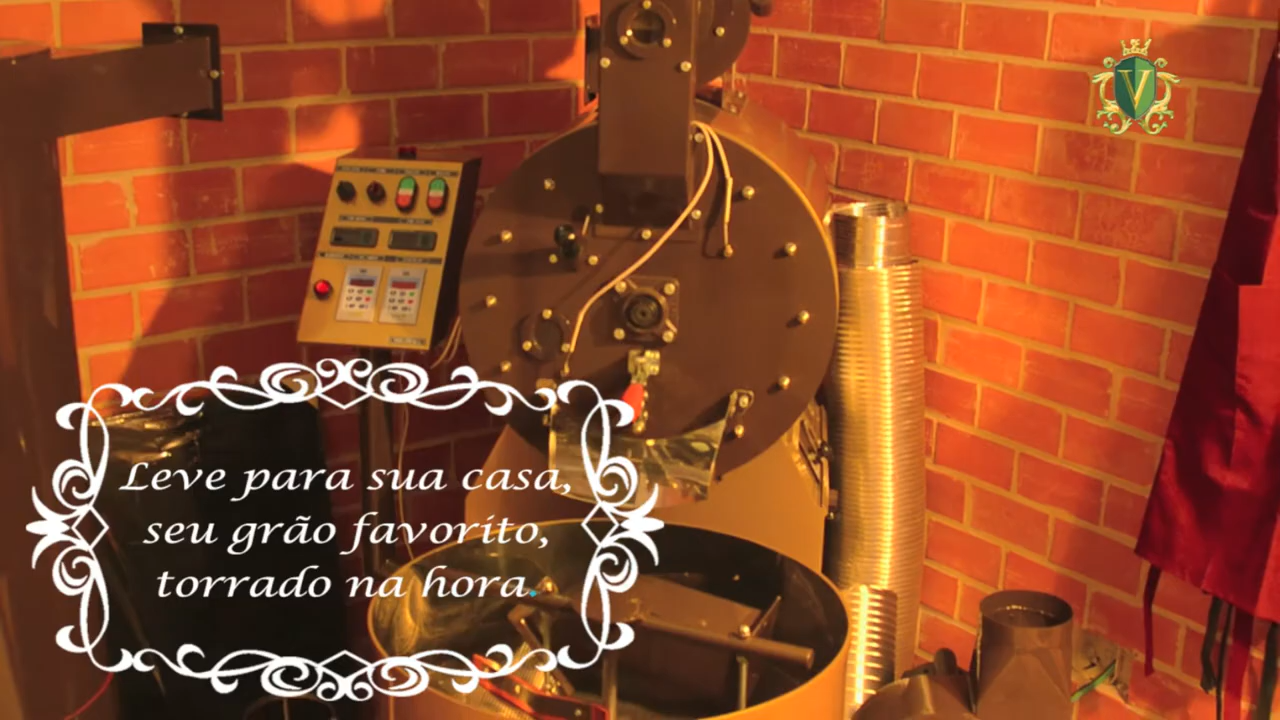 V
Leve para sua casa,
seu grão favorito,
torrado na hora.